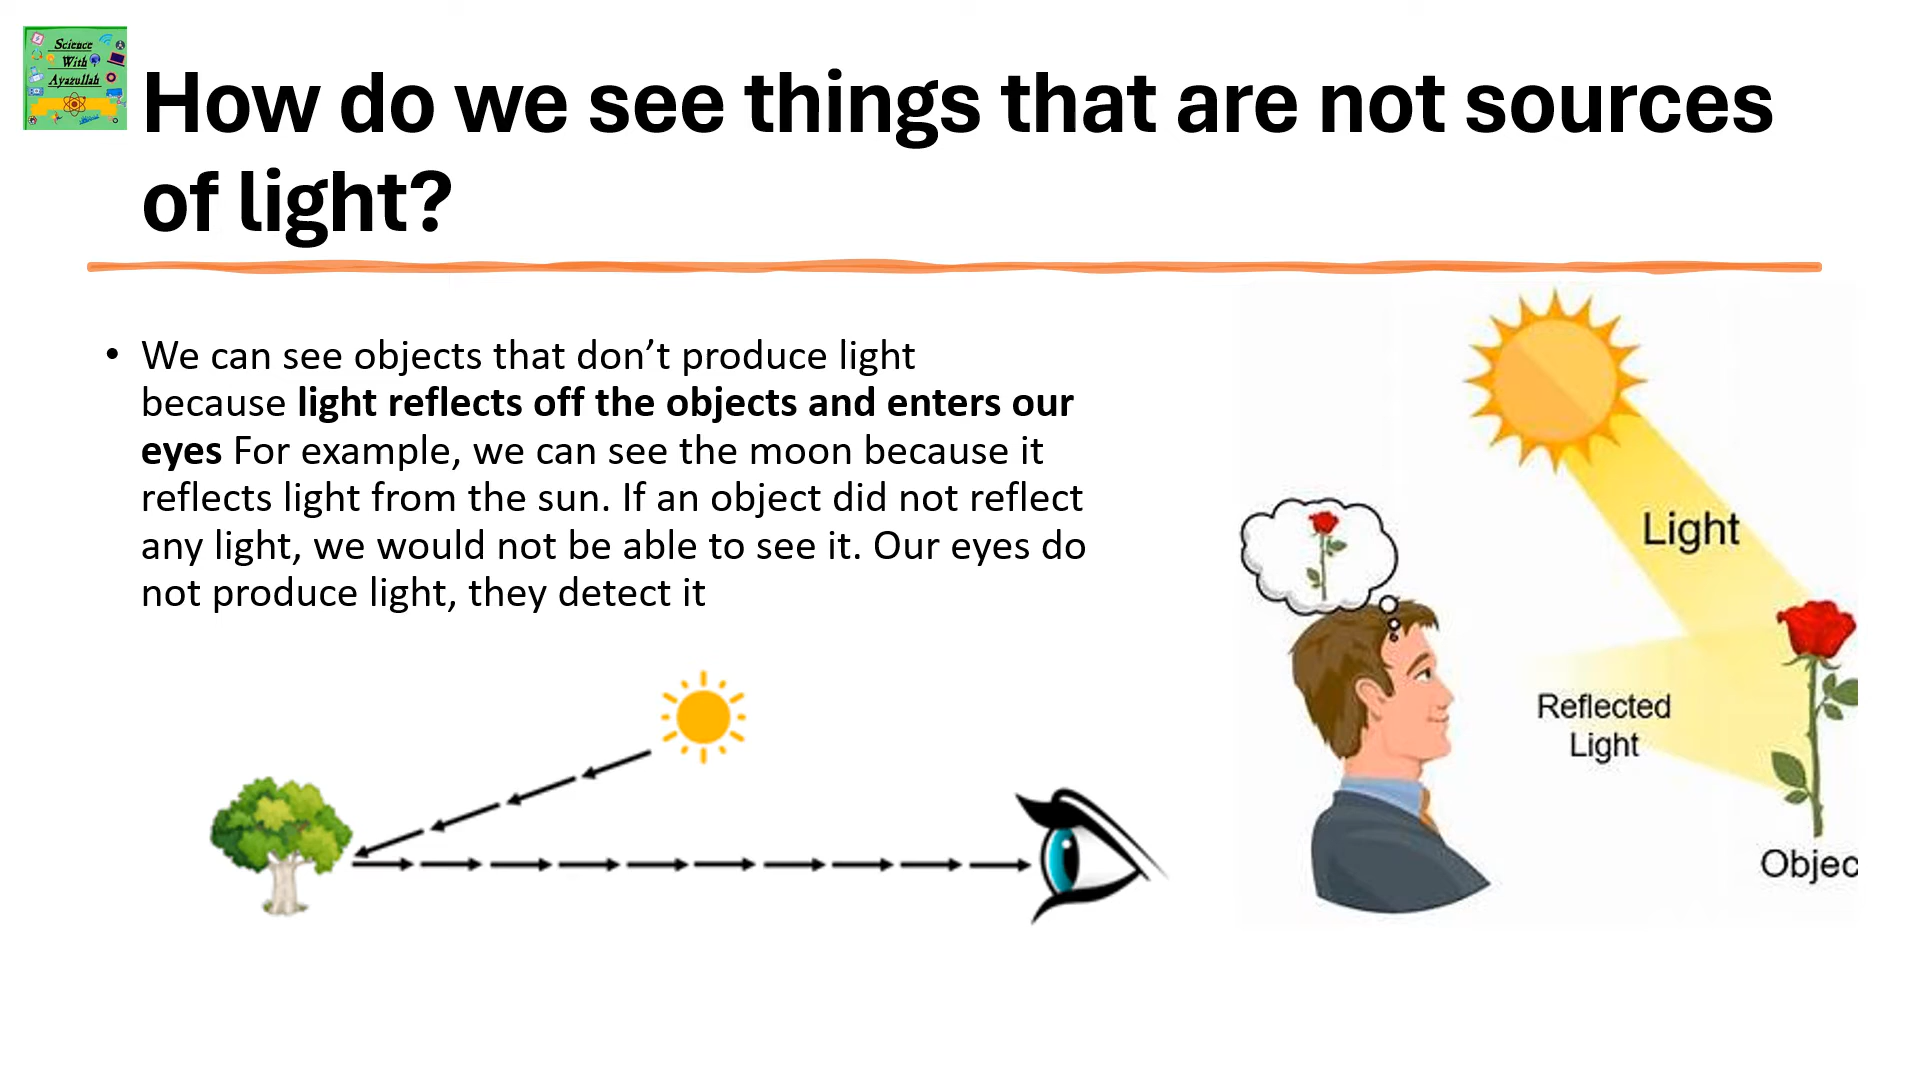 Science
With
Ayazullah
How do we see things that are not sources
of light?
• We can see objects that don’t produce light
because light reflects off the objects and enters our
eyes For example, we can see the moon because it
reflects light from the sun. If an object did not reflect
any light, we would not be able to see it. Our eyes do
not produce light, they detect it
Light
Reflected
Light
Objec